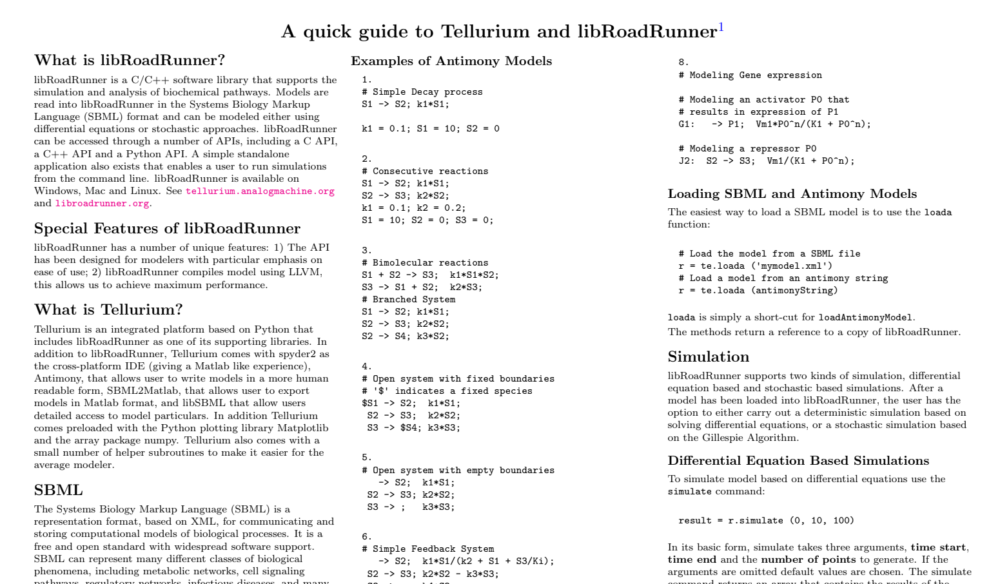 A quick guide to Tellurium and libRoadRunner1
What is libRoadRunner?
libRoadRunner is a C/C++ software library that supports the
simulation and analysis of biochemical pathways. Models are
read into libRoadRunner in the Systems Biology Markup
Language (SBML) format and can be modeled either using
differential equations or stochastic approaches. libRoadRunner
can be accessed through a number of APIs, including a C API,
a C++ API and a Python API. A simple standalone
application also exists that enables a user to run simulations
from the command line. libRoadRunner is available on
Windows, Mac and Linux. See tellurium.analogmachine.org
and libroadrunner.org.
Special Features of libRoadRunner
libRoadRunner has a number of unique features: 1) The API
has been designed for modelers with particular emphasis on
ease of use; 2) libRoadRunner compiles model using LLVM,
this allows us to achieve maximum performance.
What is Tellurium?
Tellurium is an integrated platform based on Python that
includes libRoadRunner as one of its supporting libraries. In
addition to libRoadRunner, Tellurium comes with spyder2 as
the cross-platform IDE (giving a Matlab like experience),
Antimony, that allows user to write models in a more human
readable form, SBML2Matlab, that allows user to export
models in Matlab format, and libSBML that allow users
detailed access to model particulars. In addition Tellurium
comes preloaded with the Python plotting library Matplotlib
and the array package numpy. Tellurium also comes with a
small number of helper subroutines to make it easier for the
average modeler.
SBML
The Systems Biology Markup Language (SBML) is a
representation format, based on XML, for communicating and
storing computational models of biological processes. It is a
free and open standard with widespread software support.
SBML can represent many different classes of biological
phenomena, including metabolic networks, cell signaling
pathways, regulatory networks, infectious diseases, and many
Examples of Antimony Models
1.
# Simple Decay process
S1 -> S2; k1*S1;
k1 = 0.1; S1 = 10; S2 = 0
2.
# Consecutive reactions
S1 -> S2; k1*S1;
S2 -> S3; k2*S2;
k1 = 0.1; k2 = 0.2;
S1 = 10; S2 = 0; S3 = 0;
3.
# Bimolecular reactions
S1 + S2 -> S3;  k1*S1*S2;
S3 -> S1 + S2;  k2*S3;
# Branched System
S1 -> S2; k1*S1;
S2 -> S3; k2*S2;
S2 -> S4; k3*S2;
4.
# Open system with fixed boundaries
# '$' indicates a fixed species
$S1 -> S2;  k1*S1;
S2 -> S3;  k2*S2;
S3 -> $S4; k3*S3;
5.
# Open system with empty boundaries
-> S2;  k1*S1;
S2 -> S3; k2*S2;
S3 -> ;   k3*S3;
6.
# Simple Feedback System
-> S2;  k1*S1/(k2 + S1 + S3/Ki);
S2 -> S3; k2*S2 - k3*S3;
8.
# Modeling Gene expression
# Modeling an activator P0 that
# results in expression of P1
G1:   -> P1;  Vm1*P0^n/(K1 + P0^n);
# Modeling a repressor P0
J2:  S2 -> S3;  Vm1/(K1 + P0^n);
Loading SBML and Antimony Models
The easiest way to load a SBML model is to use the loada
function:
# Load the model from a SBML file
r = te.loada ('mymodel.xml')
# Load a model from an antimony string
r = te.loada (antimonyString)
loada is simply a short-cut for loadAntimonyModel.
The methods return a reference to a copy of libRoadRunner.
Simulation
libRoadRunner supports two kinds of simulation, differential
equation based and stochastic based simulations. After a
model has been loaded into libRoadRunner, the user has the
option to either carry out a deterministic simulation based on
solving differential equations, or a stochastic simulation based
on the Gillespie Algorithm.
Differential Equation Based Simulations
To simulate model based on differential equations use the
simulate command:
result = r.simulate (0, 10, 100)
In its basic form, simulate takes three arguments, time start,
time end and the number of points to generate. If the
arguments are omitted default values are chosen. The simulate
command returns an array that contains the results of the